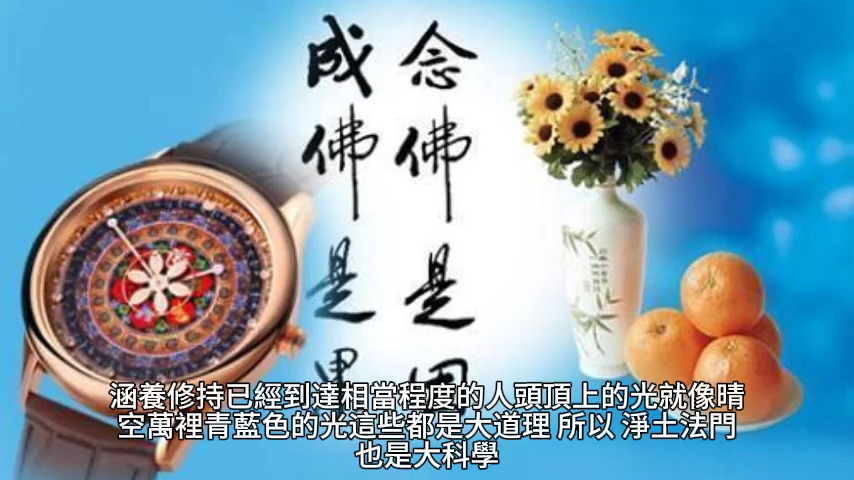 念佛是因
成佛是果
涵養修持已經到達相當程度的人頭頂上的光就像晴
空萬裡青藍色的光這些都是大道理 所以 淨土法門
也是大科學